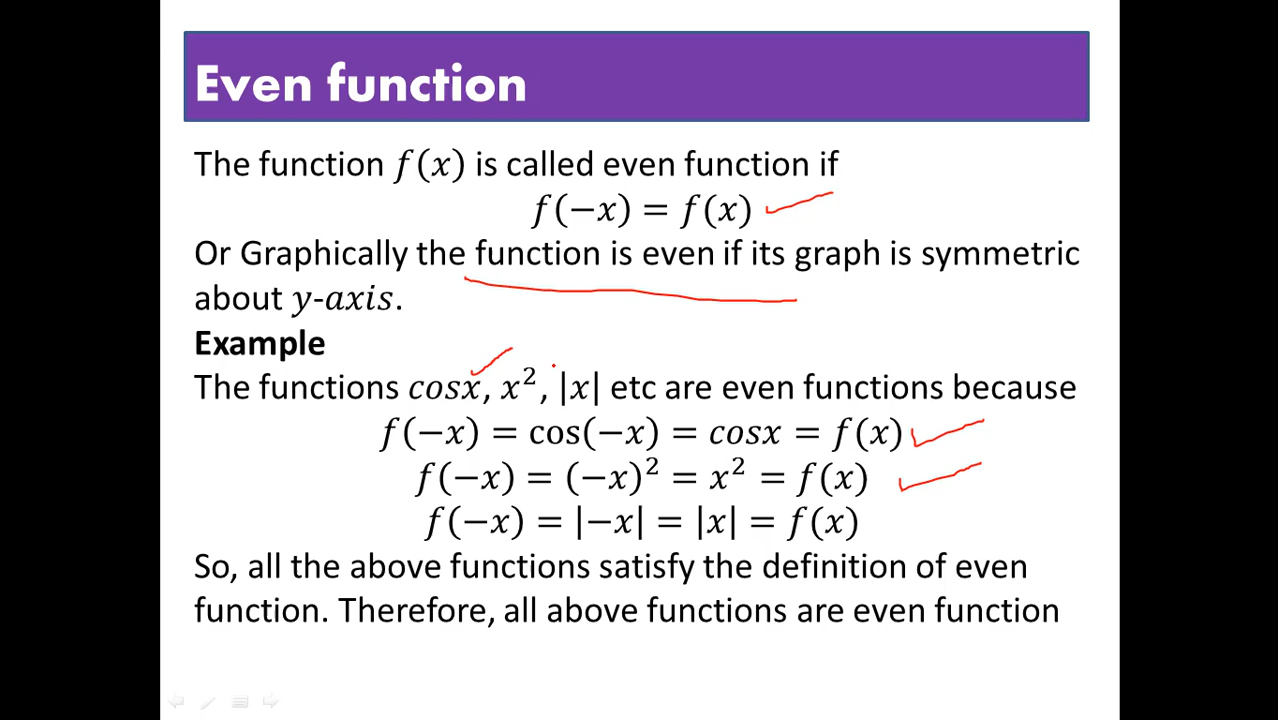 Even function
The function 𝑓(𝑥) is called even function if
𝑓(−𝑥) = 𝑓(𝑥)
Or Graphically the function is even if its graph is symmetric
about 𝑦-𝑎𝑥𝑖𝑠.
Example
The functions 𝑐𝑜𝑠𝑥, 𝑥², |𝑥| etc are even functions because
𝑓(−𝑥) = cos(−𝑥) = 𝑐𝑜𝑠𝑥 = 𝑓(𝑥)
𝑓(−𝑥) = (−𝑥)² = 𝑥² = 𝑓(𝑥)
𝑓(−𝑥) = |−𝑥| = |𝑥| = 𝑓(𝑥)
So, all the above functions satisfy the definition of even
function. Therefore, all above functions are even function